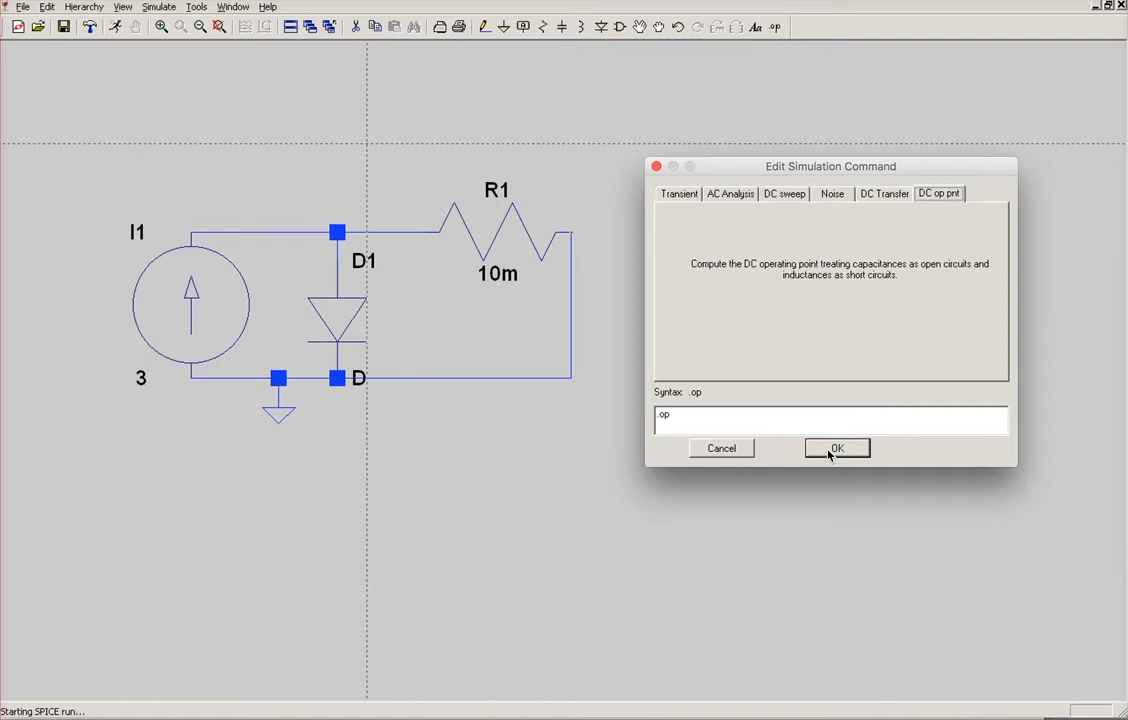 File Edit Hierarchy View Simulate Tools Window Help
Aa .op
R1
I1
D1
10m
3
D
Edit Simulation Command
Transient AC Analysis DC sweep Noise DC Transfer DC op pnt
Compute the DC operating point treating capacitances as open circuits and
inductances as short circuits.
Syntax: .op
.op
Cancel OK
Starting SPICE run...